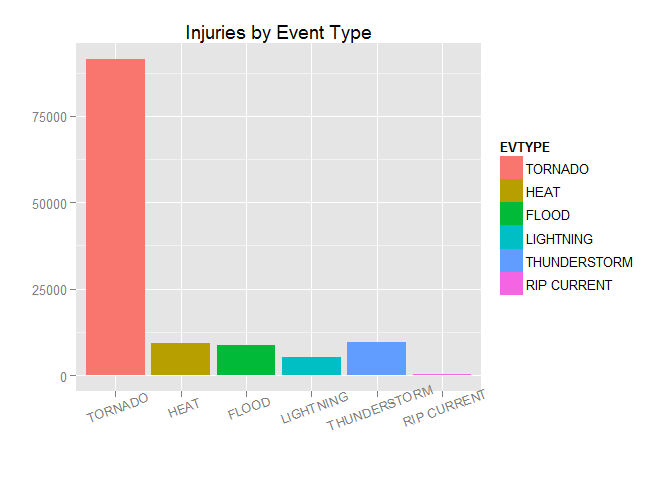 Injuries by Event Type
75000
50000
25000
0
TORNADO
HEAT
FLOOD
LIGHTNING
THUNDERSTORM
RIP CURRENT
EVTYPE
TORNADO
HEAT
FLOOD
LIGHTNING
THUNDERSTORM
RIP CURRENT